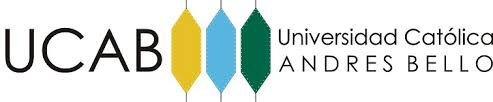 UCAB
Universidad Católica
ANDRES BELLO